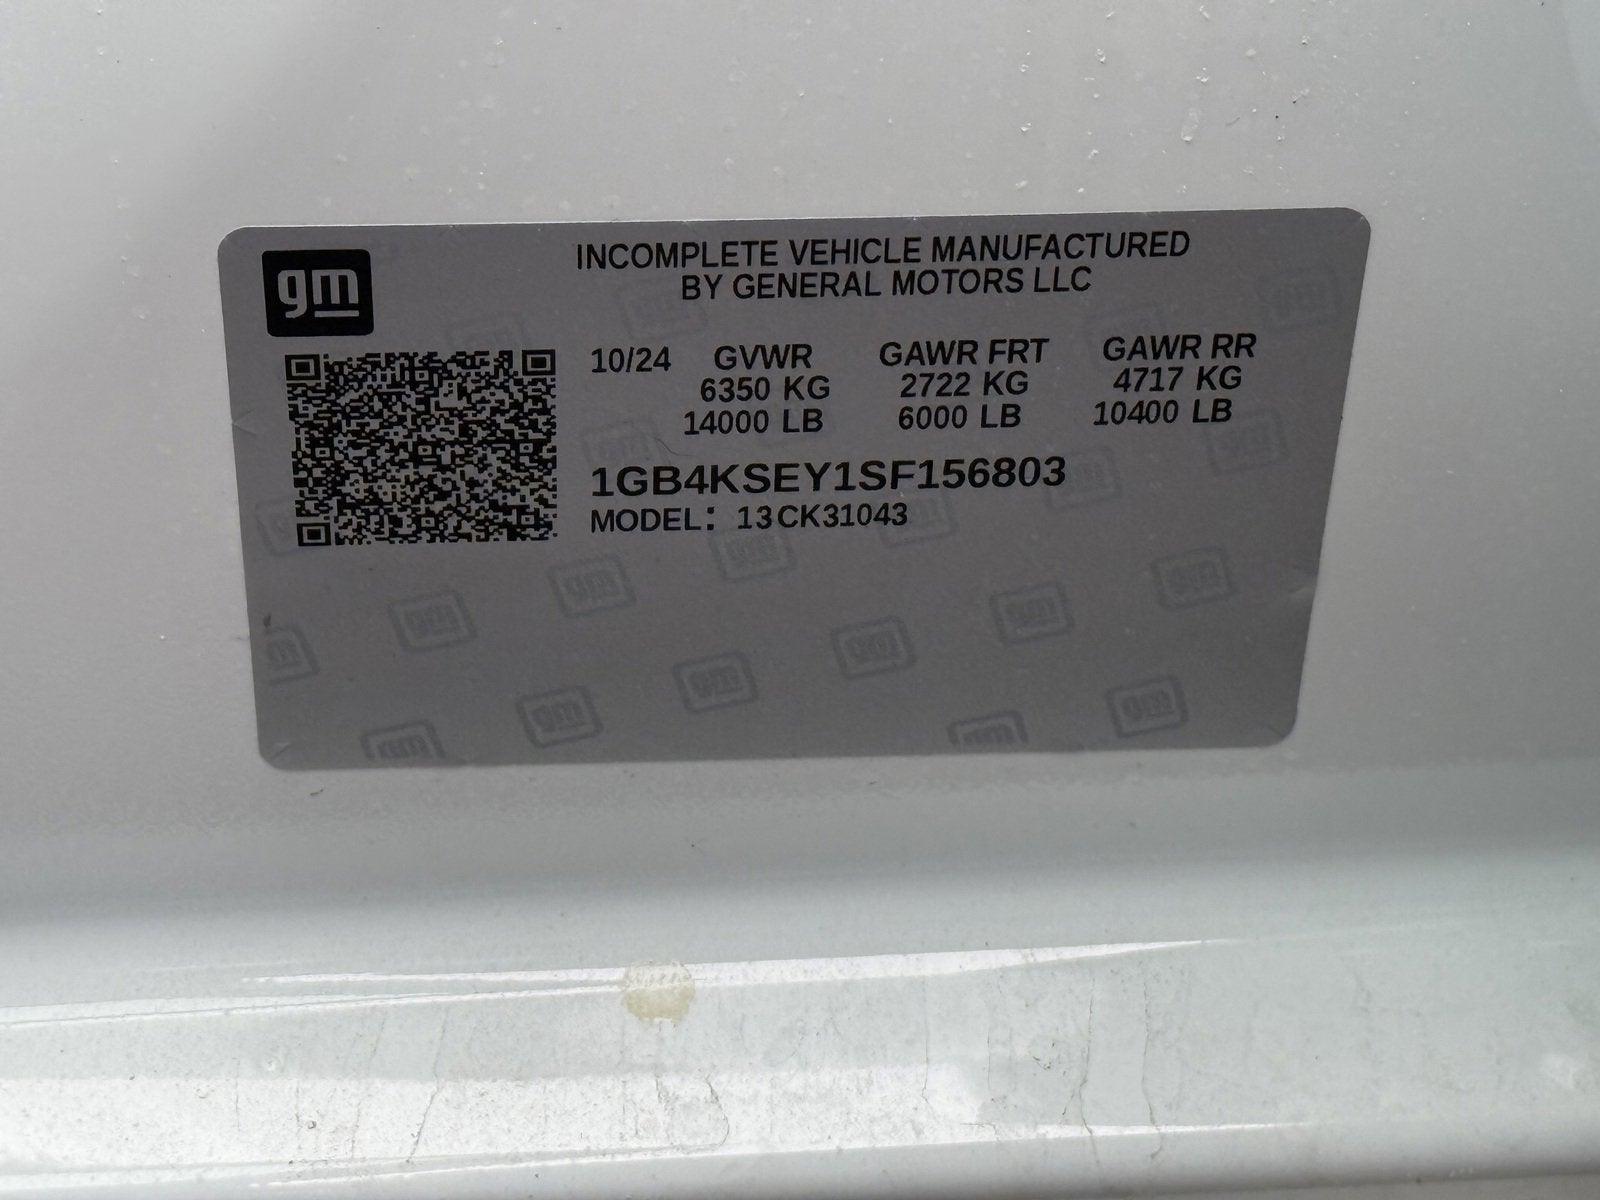 gm
INCOMPLETE VEHICLE MANUFACTURED
BY GENERAL MOTORS LLC
10/24 GVWR GAWR FRT GAWR RR
6350 KG 2722 KG 4717 KG
14000 LB 6000 LB 10400 LB
1GB4KSEY1SF156803
MODEL: 13CK31043